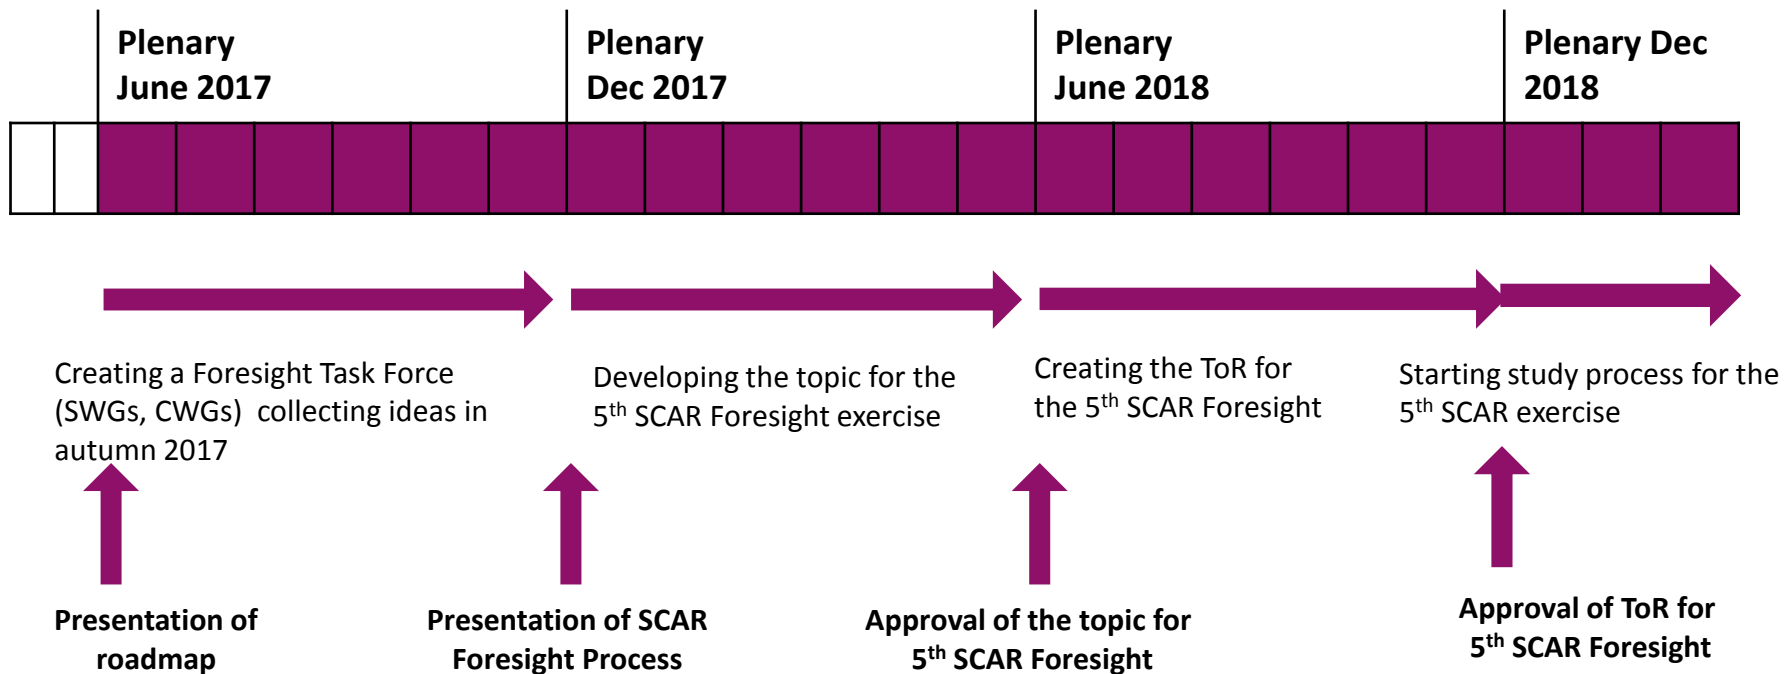 Plenary
June 2017
Plenary
Dec 2017
Plenary
June 2018
Plenary Dec
2018
Creating a Foresight Task Force
(SWGs, CWGs)  collecting ideas in
autumn 2017
Developing the topic for the
5th SCAR Foresight exercise
Creating the ToR for
the 5th SCAR Foresight
Starting study process for the
5th SCAR exercise
Presentation of
roadmap
Presentation of SCAR
Foresight Process
Approval of the topic for
5th SCAR Foresight
Approval of ToR for
5th SCAR Foresight